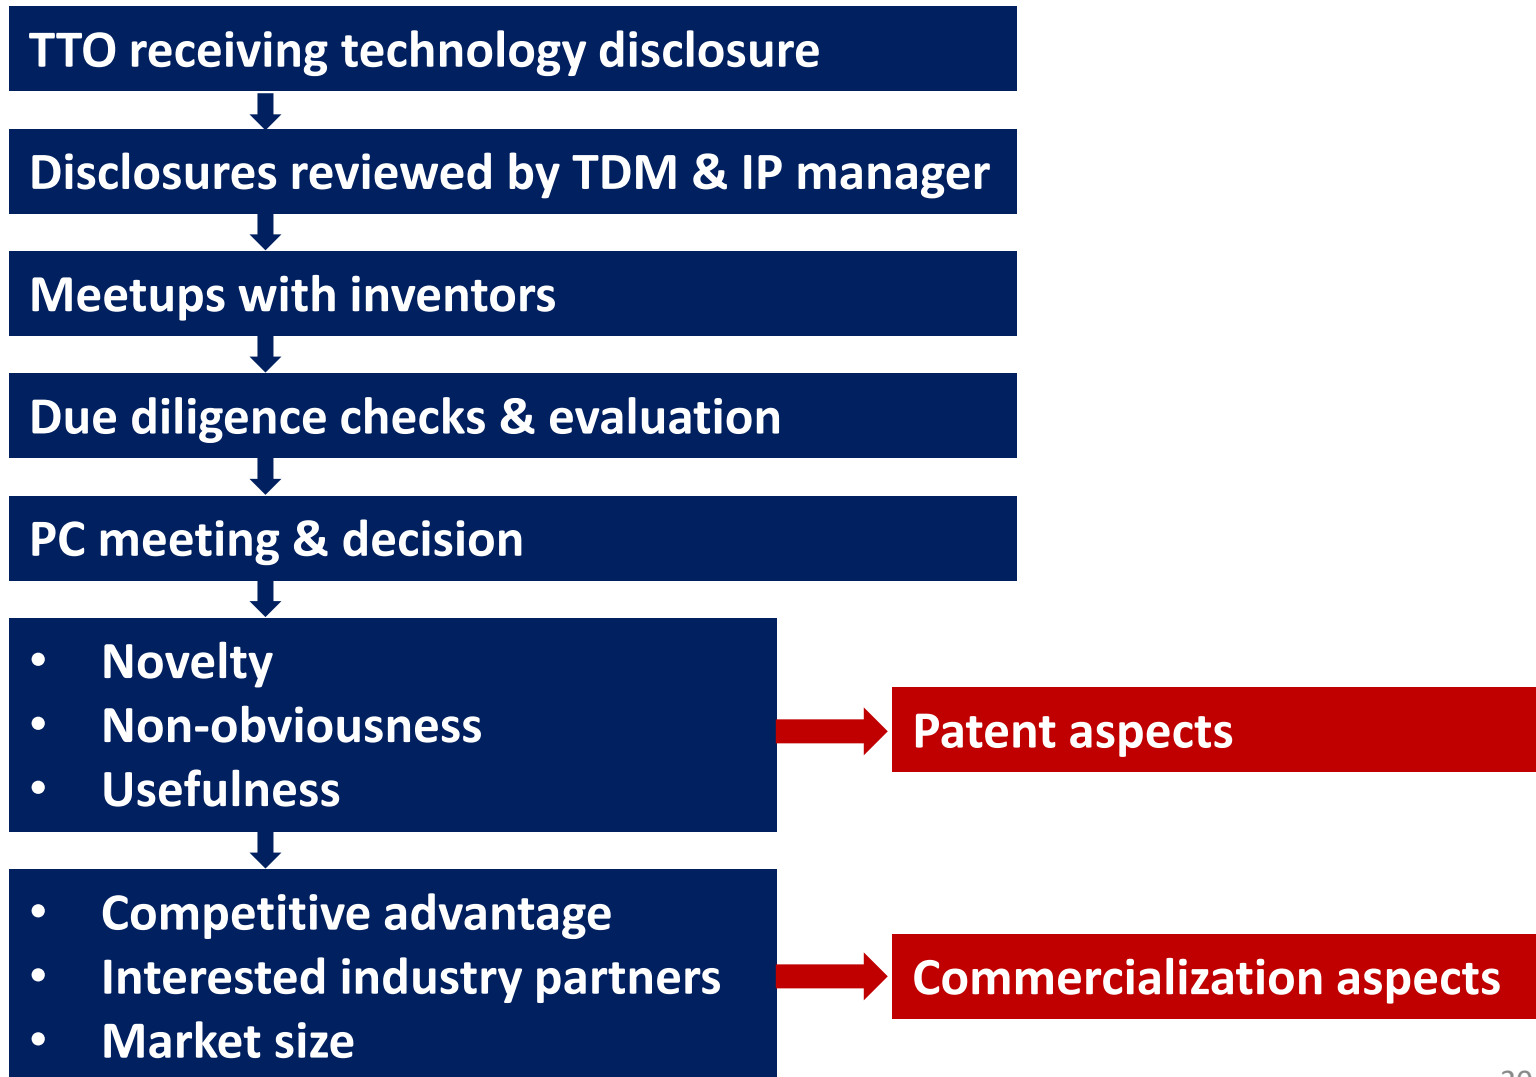 TTO receiving technology disclosure
Disclosures reviewed by TDM & IP manager
Meetups with inventors
Due diligence checks & evaluation
PC meeting & decision
• Novelty
• Non-obviousness
• Usefulness
Patent aspects
• Competitive advantage
• Interested industry partners
• Market size
Commercialization aspects